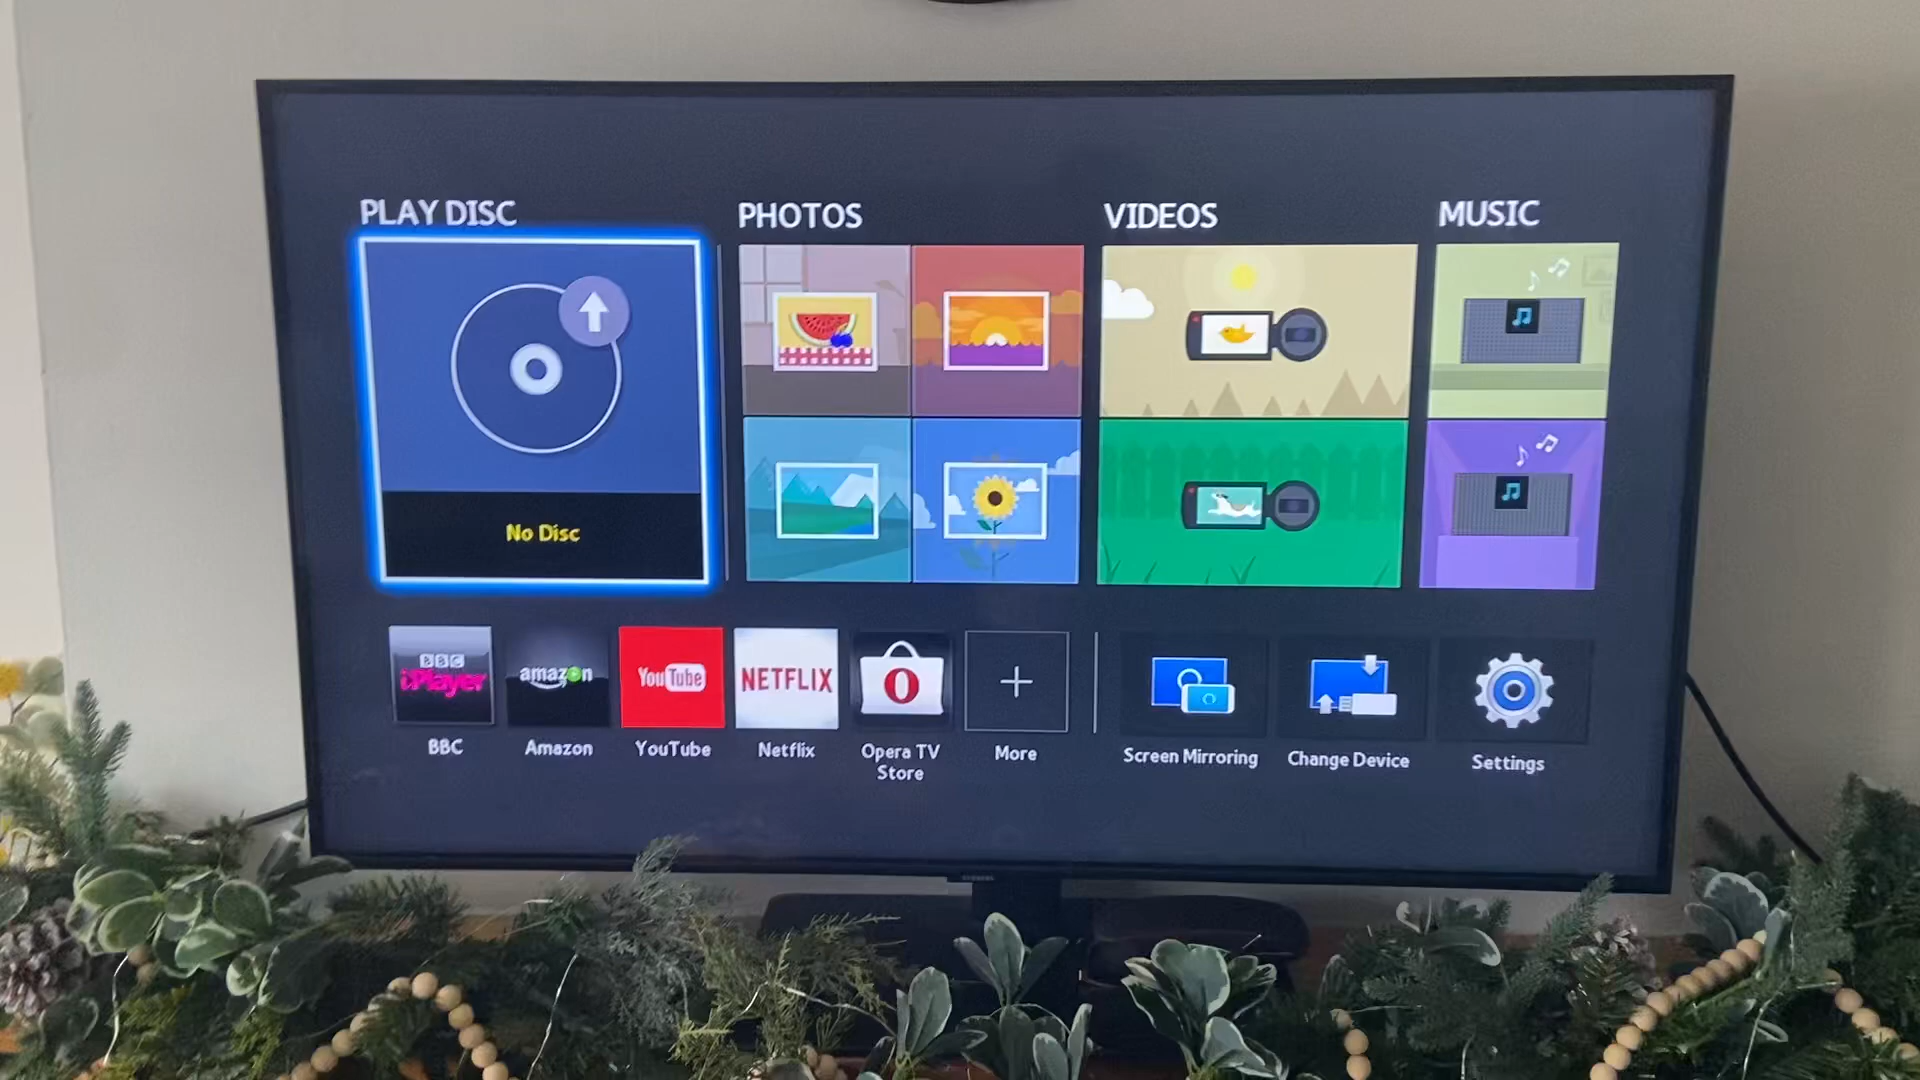 PLAY DISC
PHOTOS
VIDEOS
MUSIC
No Disc
BBC
iPlayer
amazon
YouTube
NETFLIX
BBC
Amazon
YouTube
Netflix
Opera TV
Store
More
Screen Mirroring
Change Device
Settings